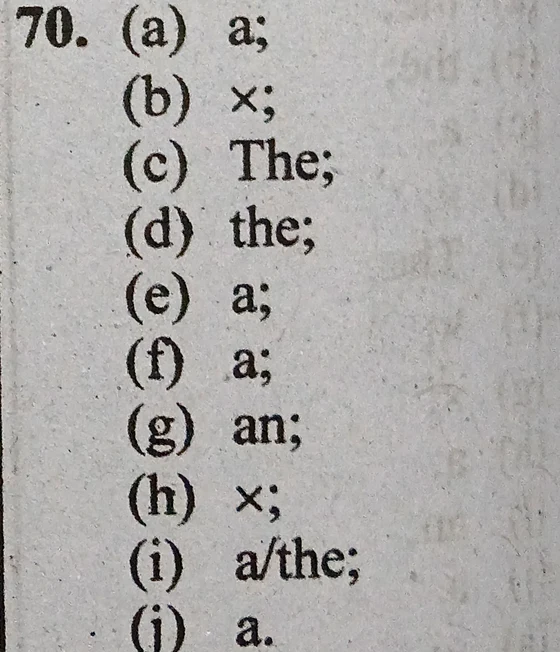 70. (a) a;
(b) ×;
(c) The;
(d) the;
(e) a;
(f) a;
(g) an;
(h) ×;
(i) a/the;
(j) a.